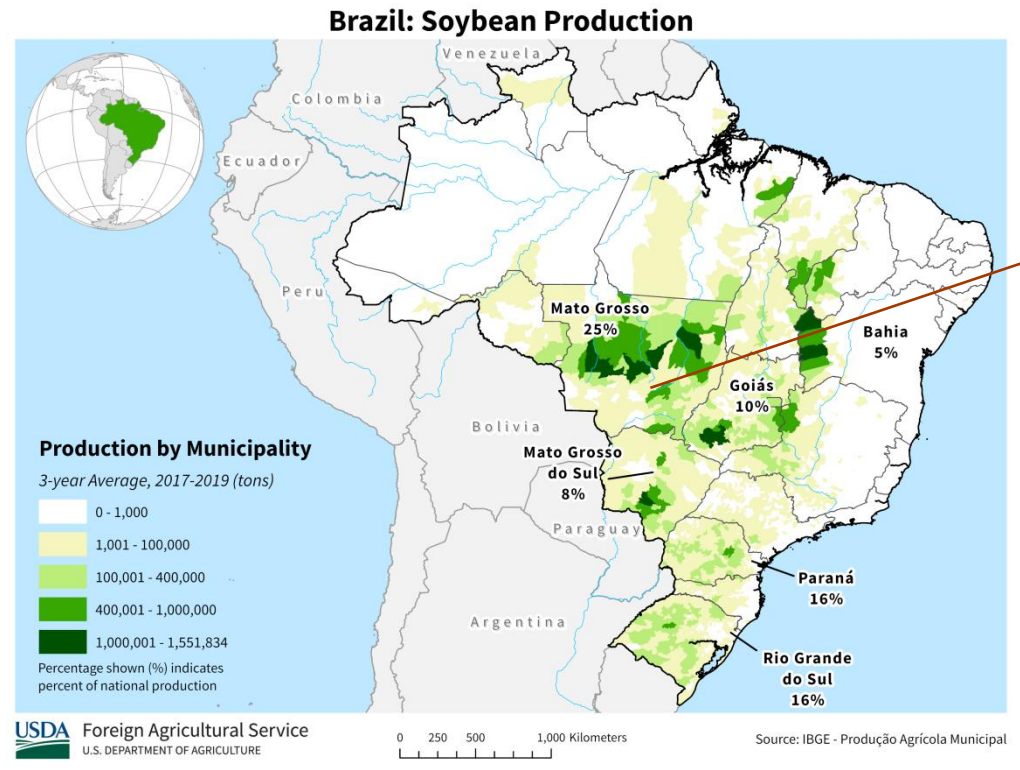 Brazil: Soybean Production
Venezuela
Colombia
Ecuador
Peru
Mato Grosso
25%
Bahia
5%
Goiás
10%
Bolivia
Mato Grosso
do Sul
8%
Paraguay
Paraná
16%
Argentina
Rio Grande
do Sul
16%
Production by Municipality
3-year Average, 2017-2019 (tons)
0 - 1,000
1,001 - 100,000
100,001 - 400,000
400,001 - 1,000,000
1,000,001 - 1,551,834
Percentage shown (%) indicates
percent of national production
USDA Foreign Agricultural Service
U.S. DEPARTMENT OF AGRICULTURE
0 250 500 1,000 Kilometers
Source: IBGE - Produção Agrícola Municipal